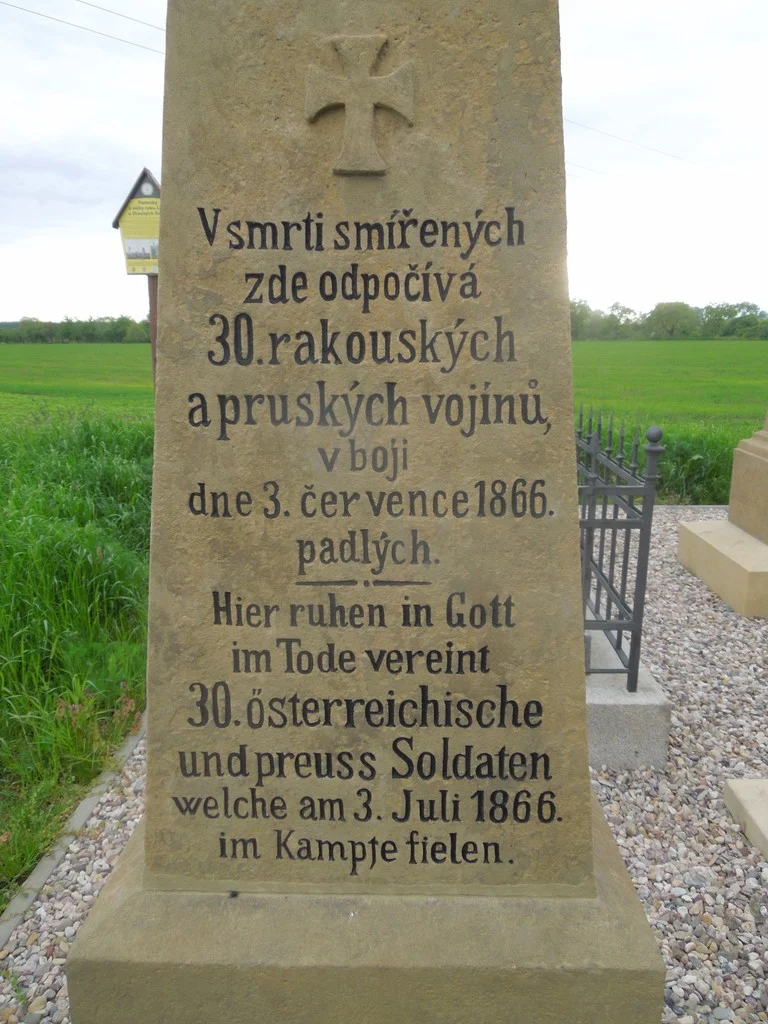 V smrti smířených
zde odpočívá
30. rakouských
a pruských vojínů,
v boji
dne 3. července 1866.
padlých.
Hier ruhen in Gott
im Tode vereint
30. österreichische
und preuss Soldaten
welche am 3. Juli 1866.
im Kampfe fielen.